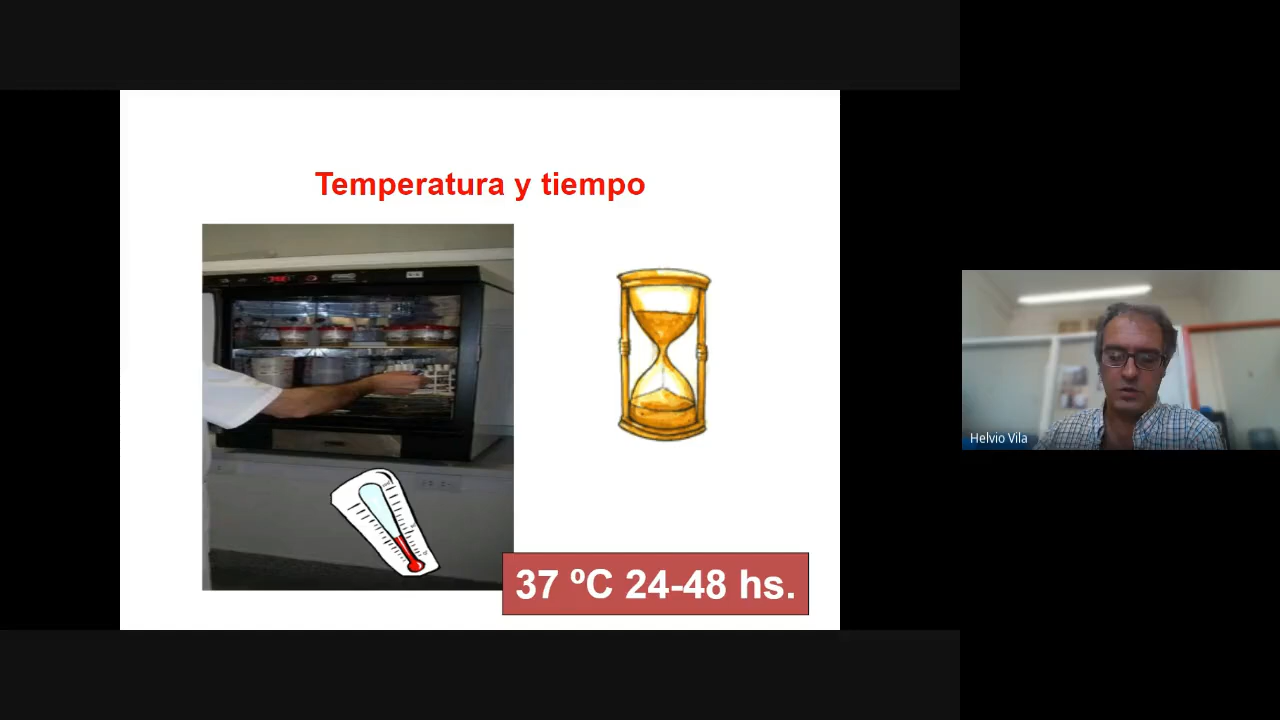 Temperatura y tiempo
37 ºC 24-48 hs.
Helvio Vila